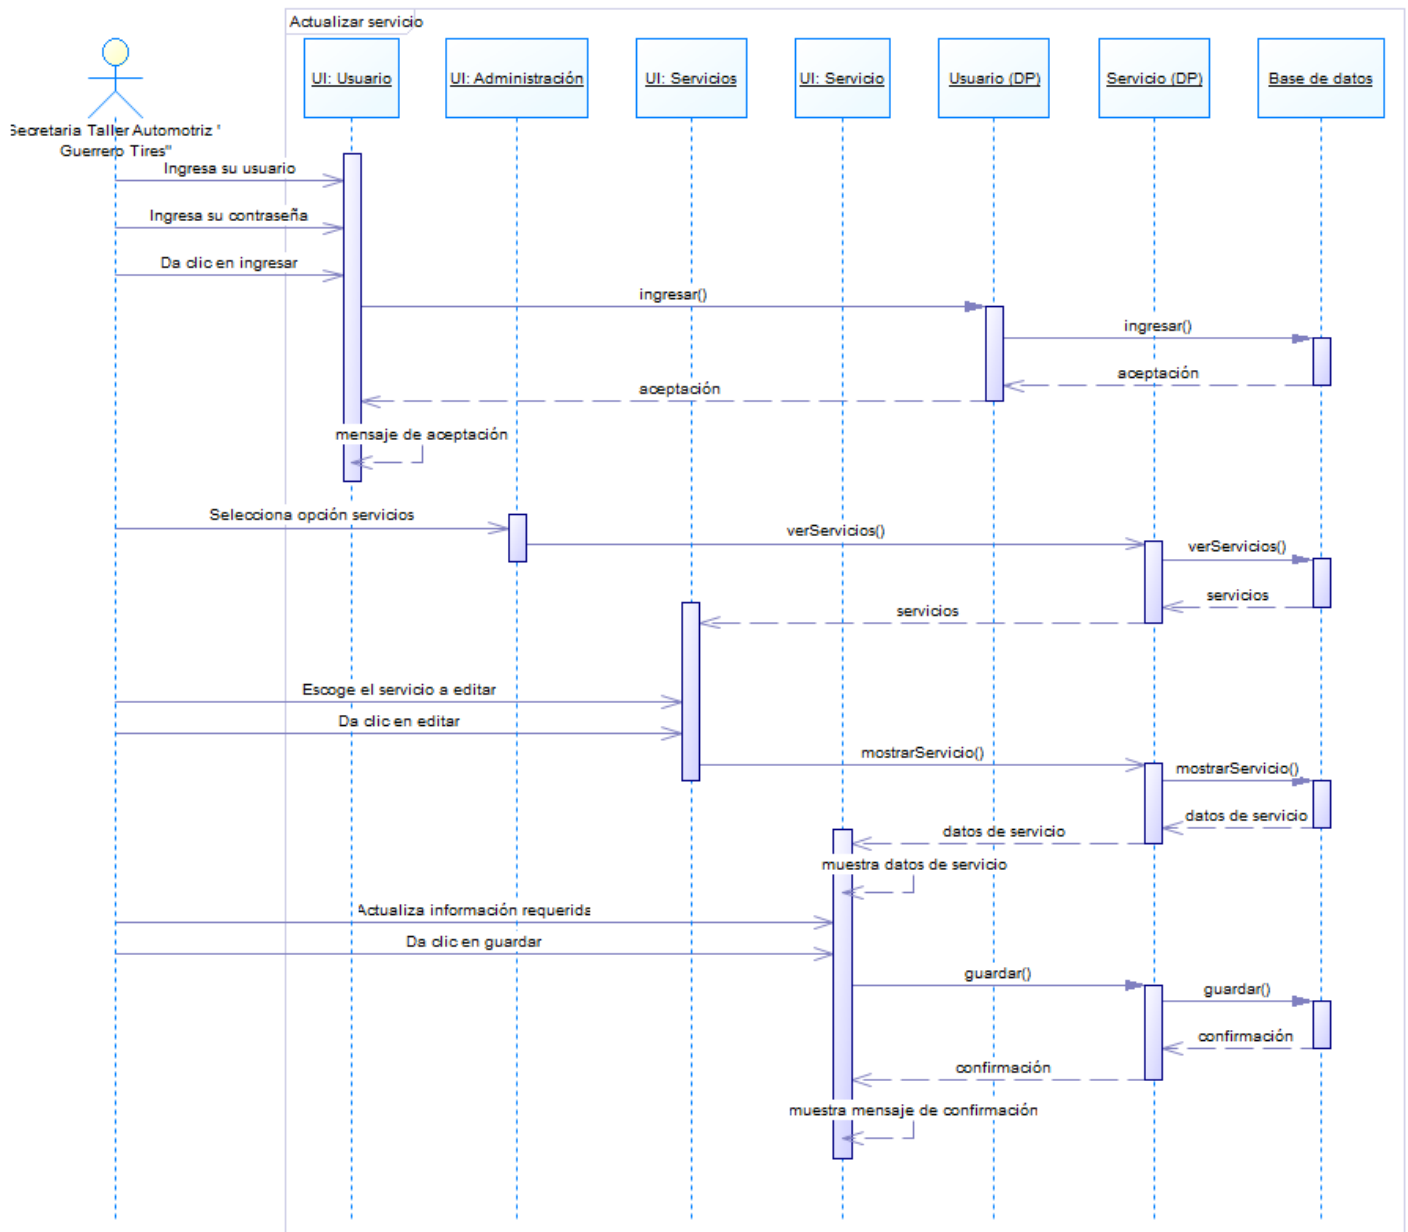 Actualizar servicio
UI: Usuario
UI: Administración
UI: Servicios
UI: Servicio
Usuario (DP)
Servicio (DP)
Base de datos
Secretaria Taller Automotriz "
Guerrero Tires"
Ingresa su usuario
Ingresa su contraseña
Da clic en ingresar
ingresar()
ingresar()
aceptación
aceptación
mensaje de aceptación
Selecciona opción servicios
verServicios()
verServicios()
servicios
servicios
Escoge el servicio a editar
Da clic en editar
mostrarServicio()
mostrarServicio()
datos de servicio
datos de servicio
muestra datos de servicio
Actualiza información requerida
Da clic en guardar
guardar()
guardar()
confirmación
confirmación
muestra mensaje de confirmación